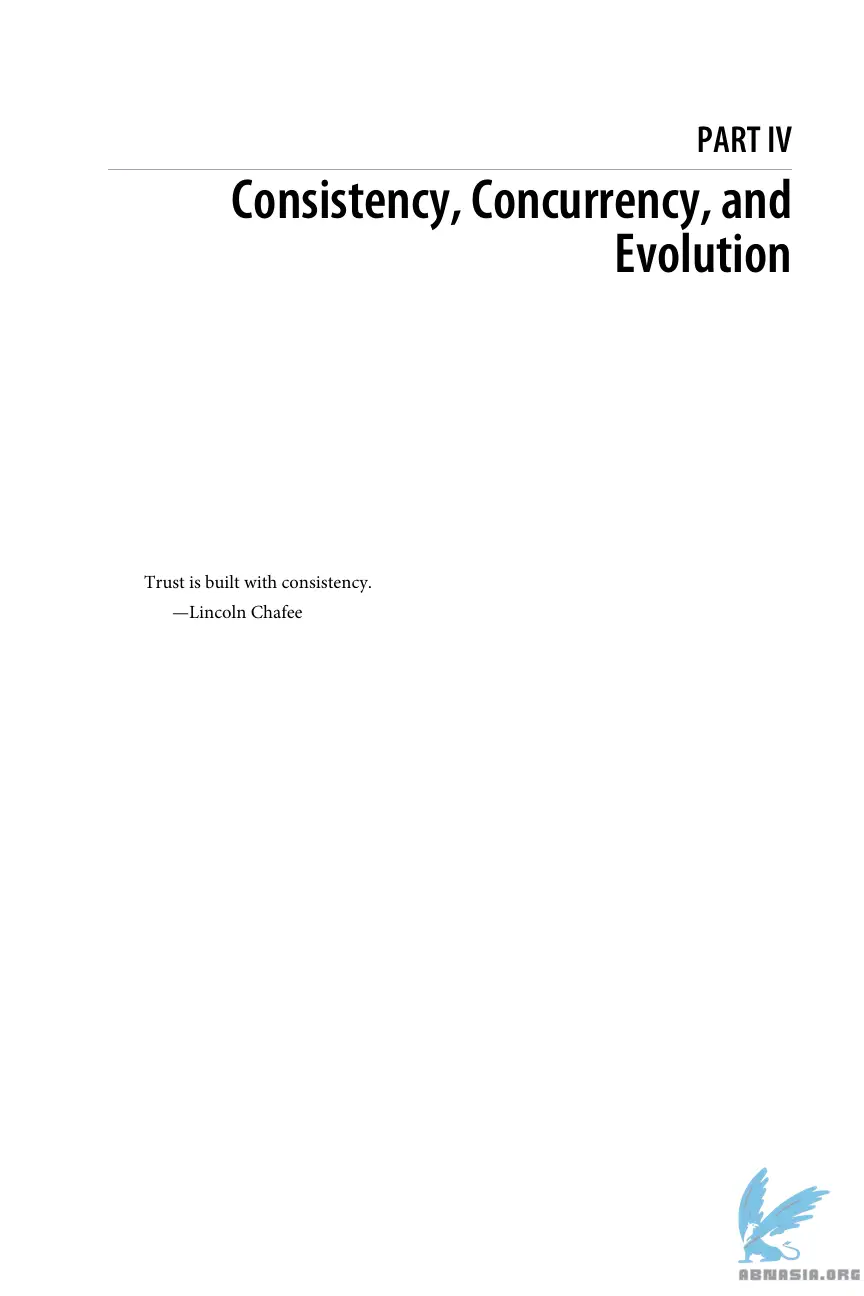 PART IV
Consistency, Concurrency, and
Evolution
Trust is built with consistency.
—Lincoln Chafee
ABNASIA.ORG